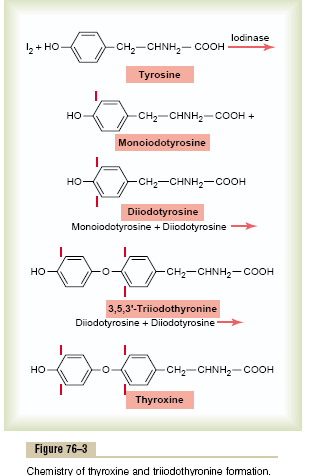 I₂ + HO CH₂ CHNH₂ COOH Iodinase
Tyrosine
I
HO CH₂ CHNH₂ COOH +
Monoiodotyrosine
I
HO CH₂ CHNH₂ COOH
I
Diiodotyrosine
Monoiodotyrosine + Diiodotyrosine
I I
HO O CH₂ CHNH₂ COOH
I
3,5,3'-Triiodothyronine
Diiodotyrosine + Diiodotyrosine
I I
HO O CH₂ CHNH₂ COOH
I I
Thyroxine
Figure 76–3
Chemistry of thyroxine and triiodothyronine formation.